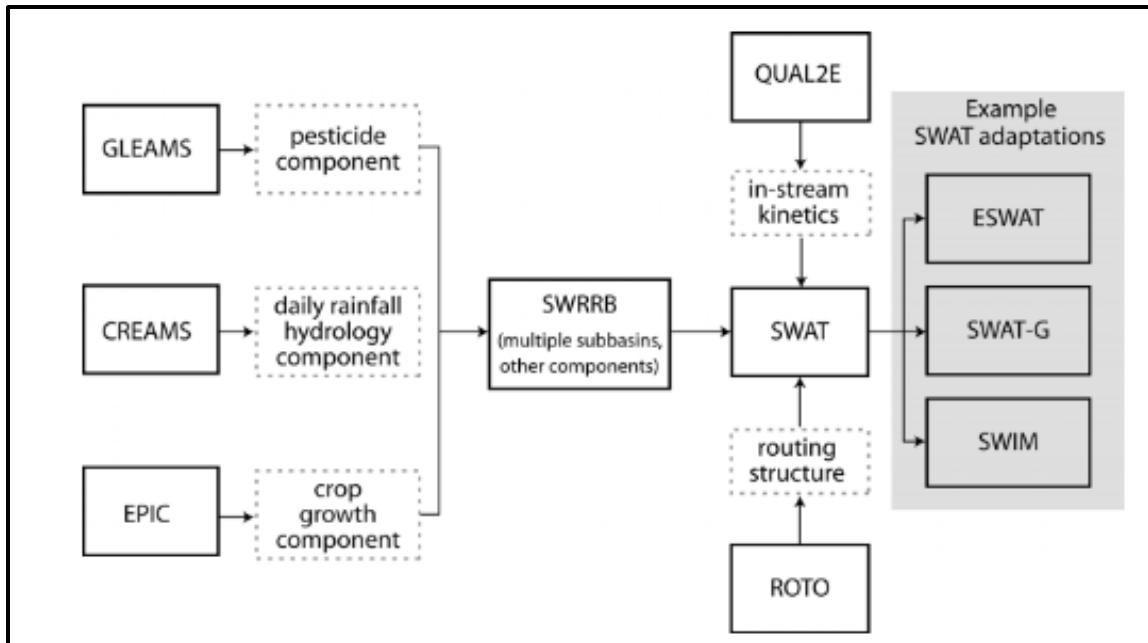 GLEAMS
pesticide
component
CREAMS
daily rainfall
hydrology
component
EPIC
crop
growth
component
SWRRB
(multiple subbasins,
other components)
QUAL2E
in-stream
kinetics
SWAT
routing
structure
ROTO
Example
SWAT adaptations
ESWAT
SWAT-G
SWIM